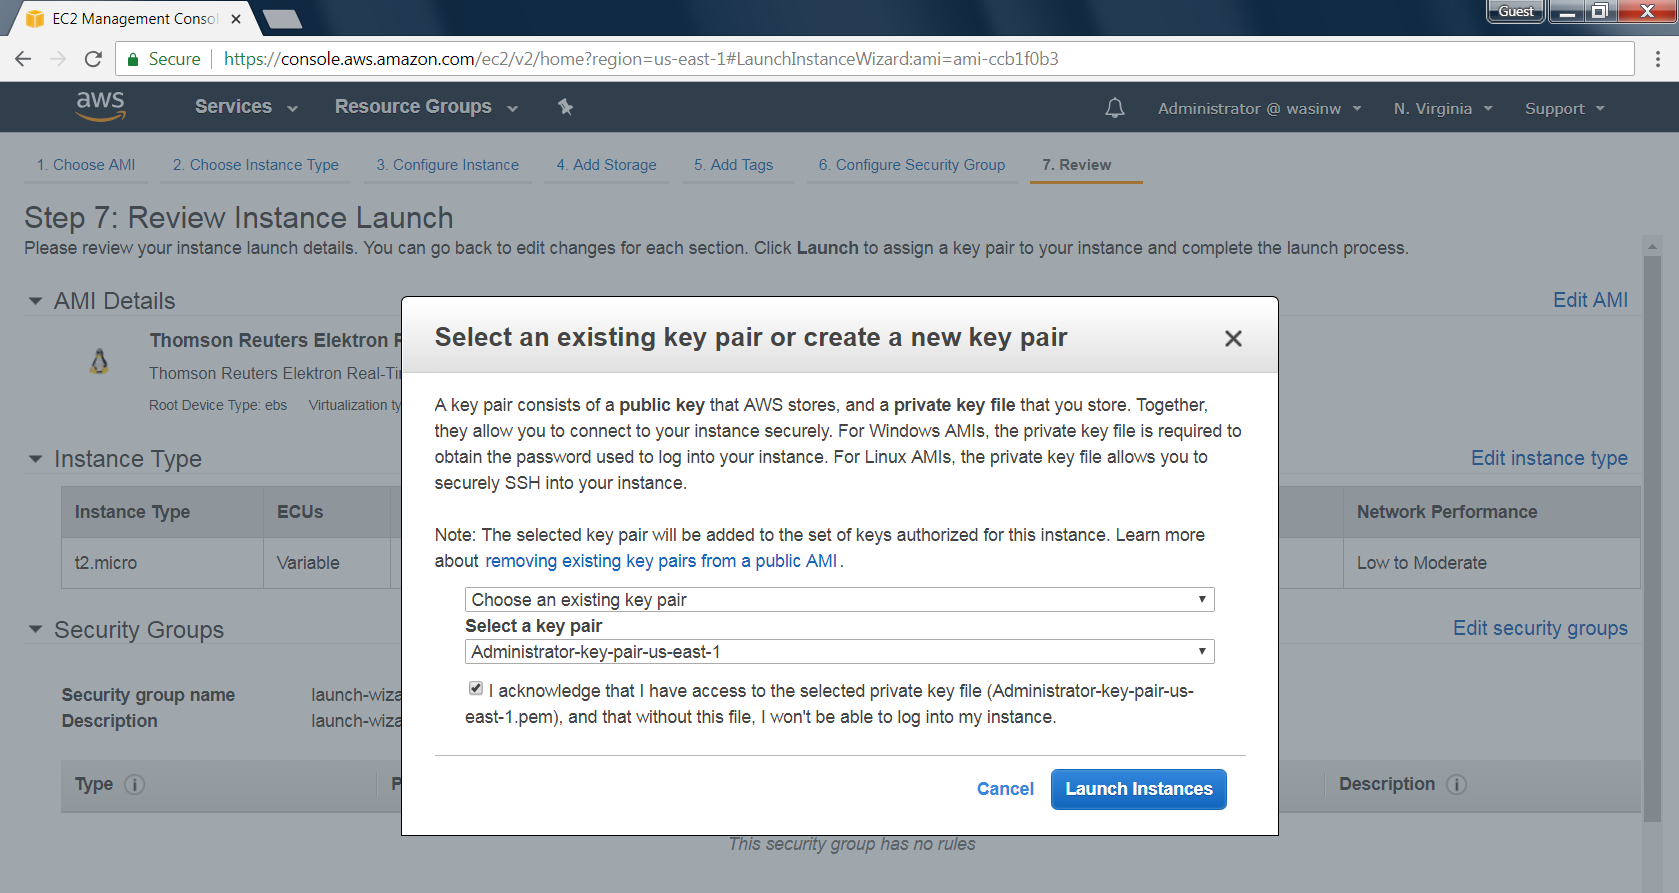 EC2 Management Consol
Guest
Secure
https://console.aws.amazon.com/ec2/v2/home?region=us-east-1#LaunchInstanceWizard:ami=ami-ccb1f0b3
aws
Services
Resource Groups
Administrator @ wasinw
N. Virginia
Support
1. Choose AMI
2. Choose Instance Type
3. Configure Instance
4. Add Storage
5. Add Tags
6. Configure Security Group
7. Review
Step 7: Review Instance Launch
Please review your instance launch details. You can go back to edit changes for each section. Click Launch to assign a key pair to your instance and complete the launch process.
AMI Details
Edit AMI
Thomson Reuters Elektron R
Thomson Reuters Elektron Real-Ti
Root Device Type: ebs Virtualization ty
Instance Type
Edit instance type
Instance Type
ECUs
Network Performance
t2.micro
Variable
Low to Moderate
Security Groups
Edit security groups
Security group name
launch-wiza
Description
launch-wiza
Type
P
Description
This security group has no rules
Select an existing key pair or create a new key pair
A key pair consists of a public key that AWS stores, and a private key file that you store. Together,
they allow you to connect to your instance securely. For Windows AMIs, the private key file is required to
obtain the password used to log into your instance. For Linux AMIs, the private key file allows you to
securely SSH into your instance.
Note: The selected key pair will be added to the set of keys authorized for this instance. Learn more
about removing existing key pairs from a public AMI.
Choose an existing key pair
Select a key pair
Administrator-key-pair-us-east-1
I acknowledge that I have access to the selected private key file (Administrator-key-pair-us-
east-1.pem), and that without this file, I won't be able to log into my instance.
Cancel
Launch Instances